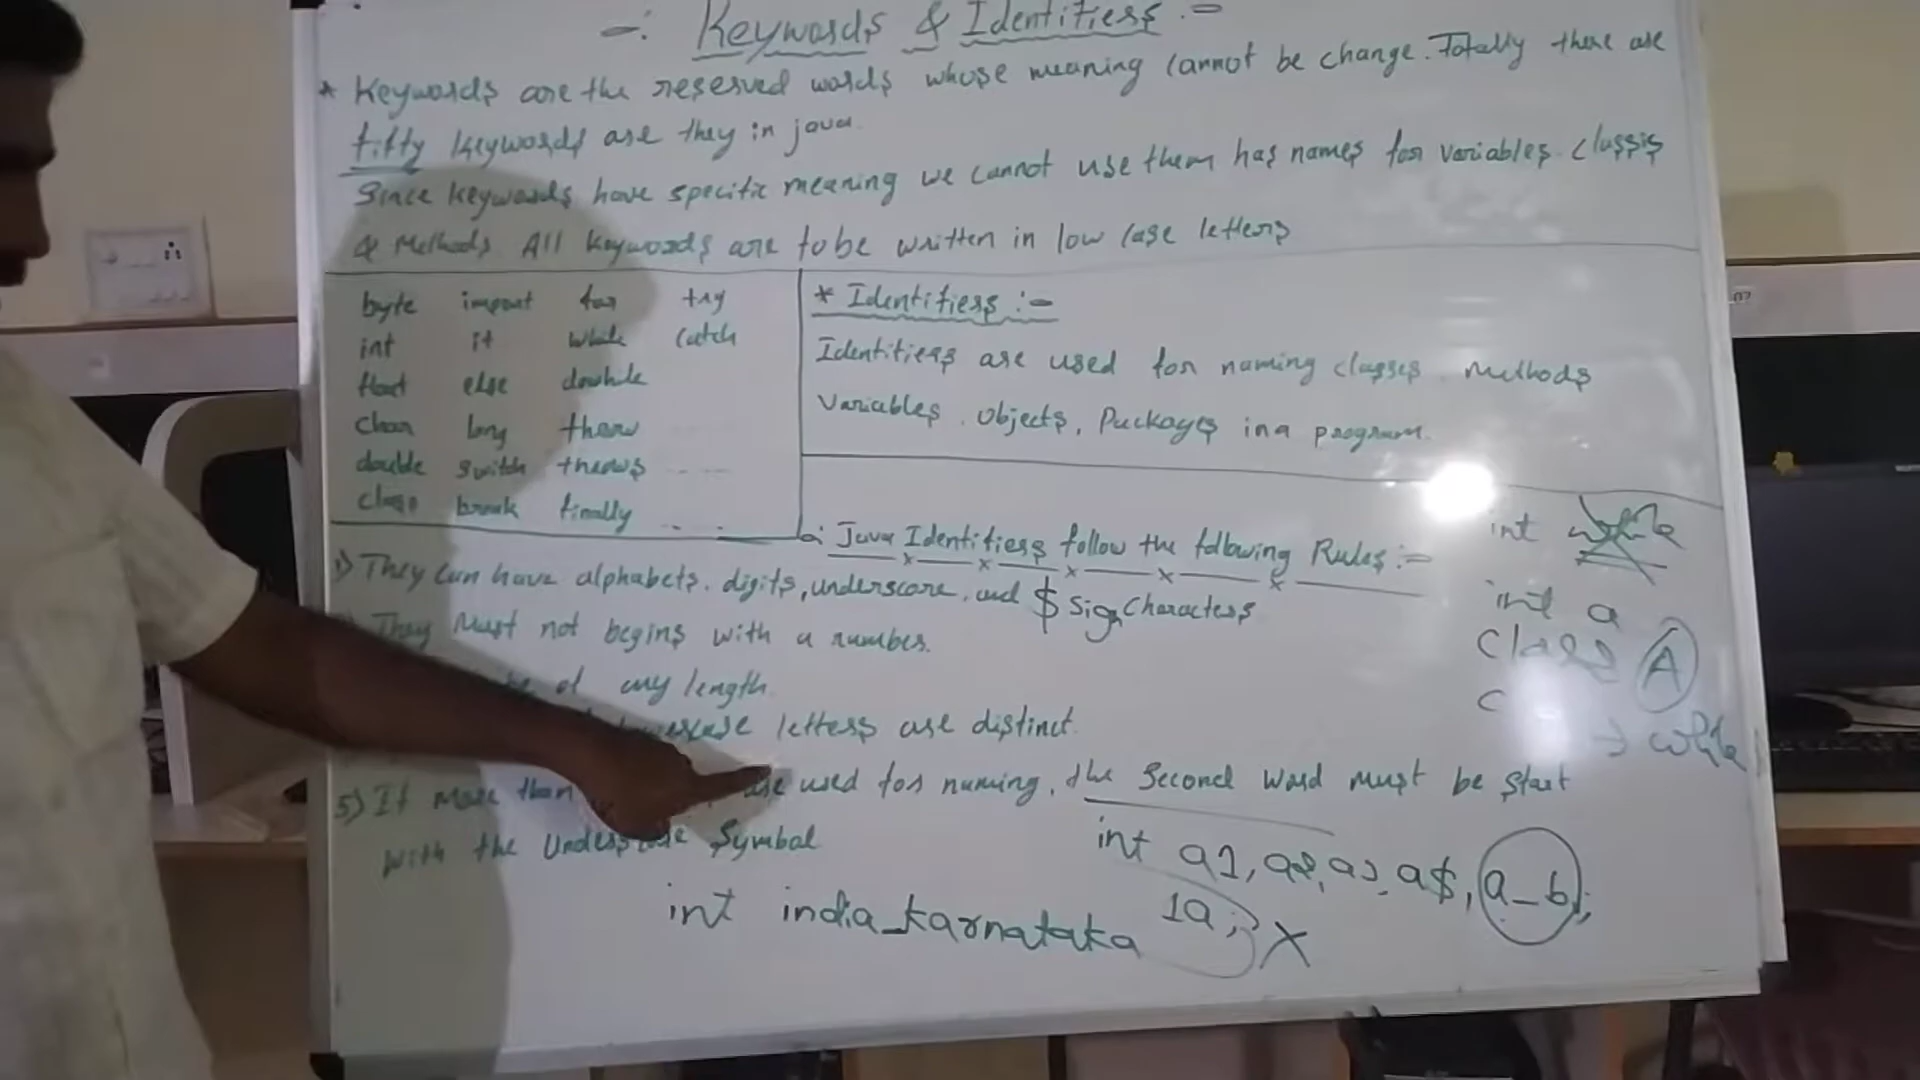 -: Keywords & Identifiers :-
* Keywords are the reserved words whose meaning cannot be change. Totally there are
fifty keywords are they in java.
Since keywords have specific meaning we cannot use them has names for variables. classis
& Methods. All keywords are to be written in low case letters
byte import for try
int if while catch
float else dowhile
char long throw
double switch throws
class break finally
* Identifiers :-
Identifiers are used for naming classes. Methods
Variables. Objects, Packages in a program.
Java Identifiers follow the following Rules :-
1) They can have alphabets. digits, underscore, and $ sign Characters
They Must not begins with a number.
of any length.
letters are distinct.
5) If More than are used for naming, the Second Word must be start
with the Underscore Symbol
int while
int a
Class A
C
→ while
int a1, a2, a3, a$, a_b;
int india_karnataka 1a; X